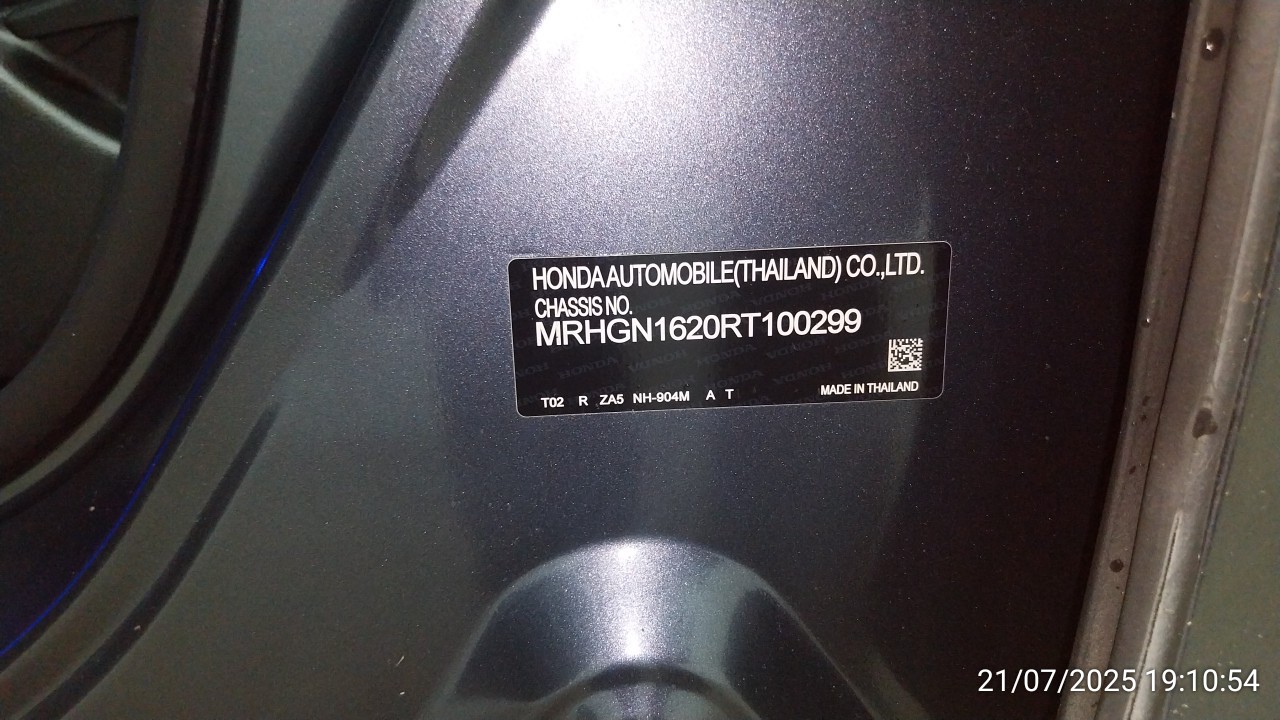 HONDA AUTOMOBILE (THAILAND) CO.,LTD.
CHASSIS NO.
MRHGN1620RT100299
T02 R ZA5 NH-904M A T
MADE IN THAILAND
21/07/2025 19:10:54